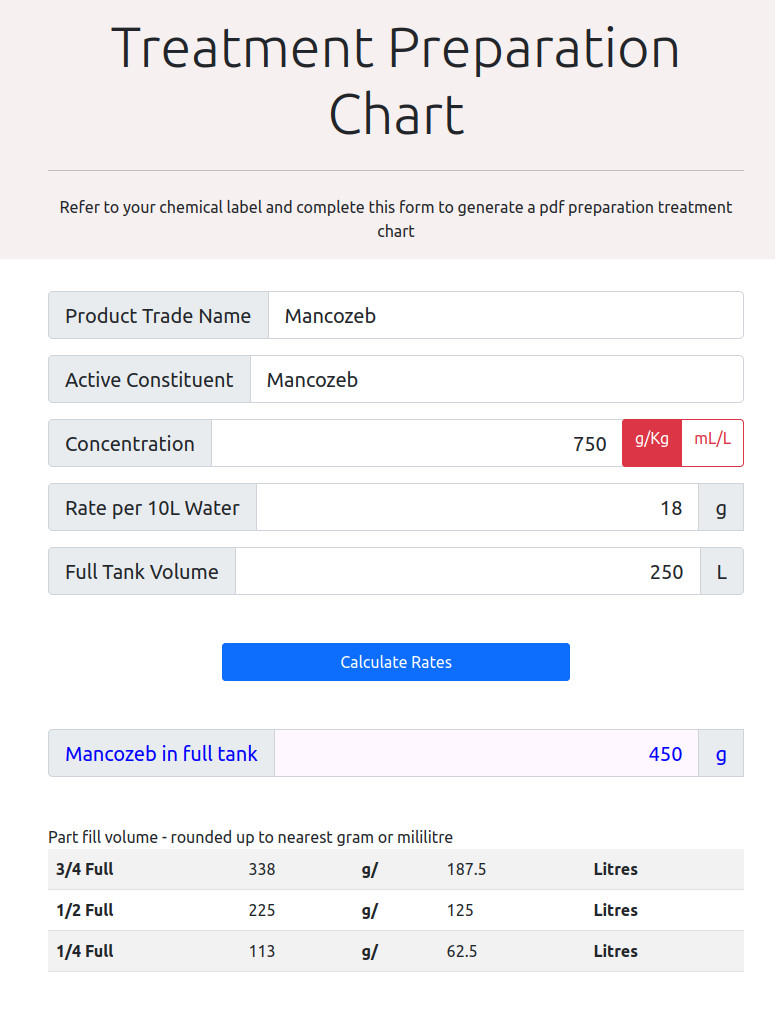 Treatment Preparation
Chart
Refer to your chemical label and complete this form to generate a pdf preparation treatment
chart
Product Trade Name Mancozeb
Active Constituent Mancozeb
Concentration 750 g/Kg mL/L
Rate per 10L Water 18 g
Full Tank Volume 250 L
Calculate Rates
Mancozeb in full tank 450 g
Part fill volume - rounded up to nearest gram or mililitre
3/4 Full 338 g/ 187.5 Litres
1/2 Full 225 g/ 125 Litres
1/4 Full 113 g/ 62.5 Litres